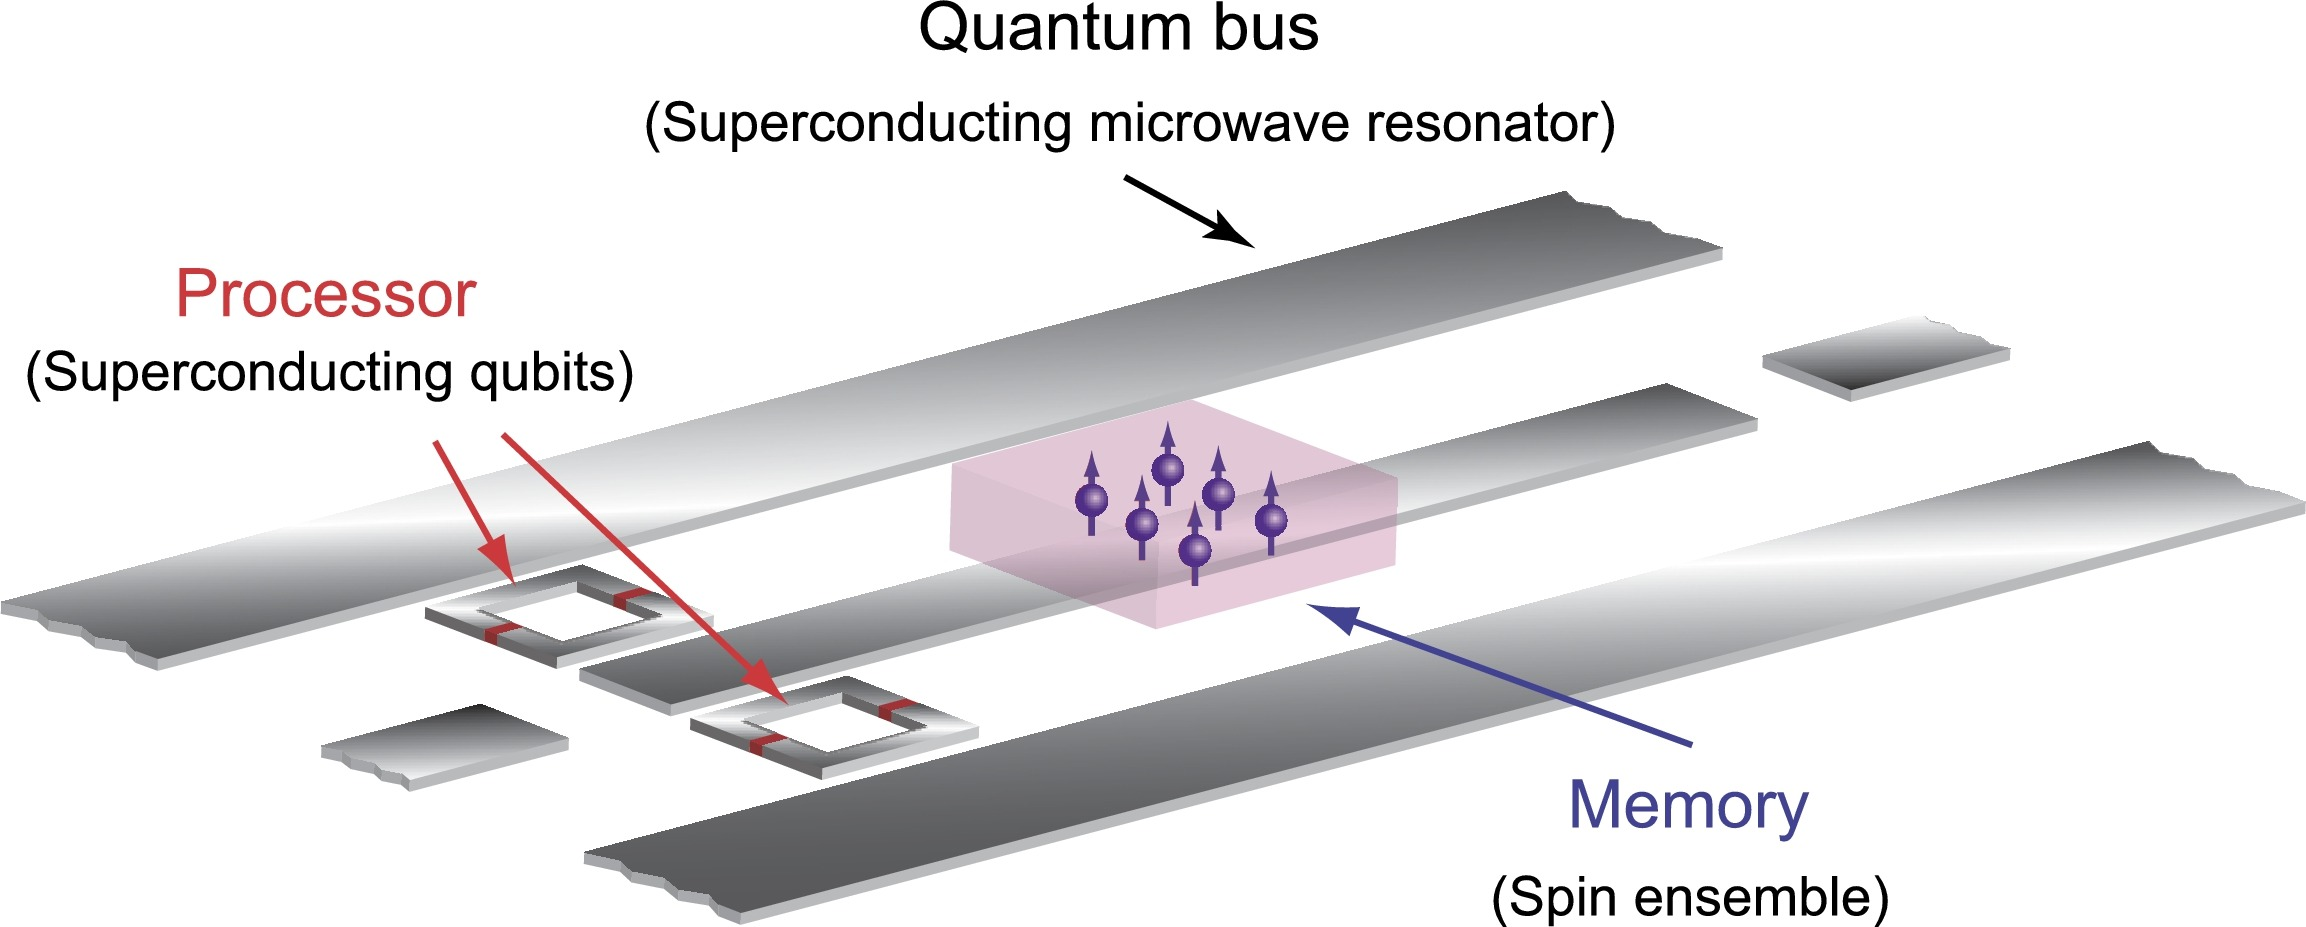 Quantum bus
(Superconducting microwave resonator)
Processor
(Superconducting qubits)
Memory
(Spin ensemble)